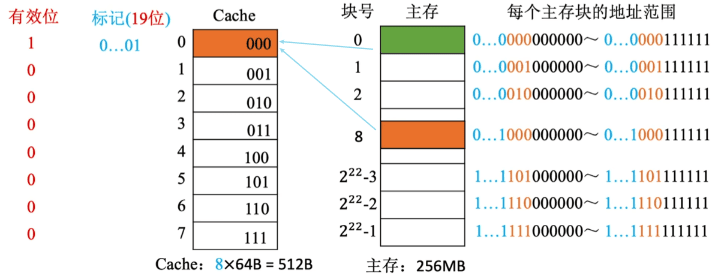 有效位 标记(19位) Cache 块号 主存 每个主存块的地址范围
1 0…01 0 000 0 0…0000000000～ 0…0000111111
0 1 001 1 0…0001000000～ 0…0001111111
0 2 010 2 0…0010000000～ 0…0010111111
0 3 011 8 0…1000000000～ 0…1000111111
0 4 100
0 5 101 2²²-3 1…1101000000～ 1…1101111111
0 6 110 2²²-2 1…1110000000～ 1…1110111111
0 7 111 2²²-1 1…1111000000～ 1…1111111111
Cache：8×64B = 512B 主存：256MB